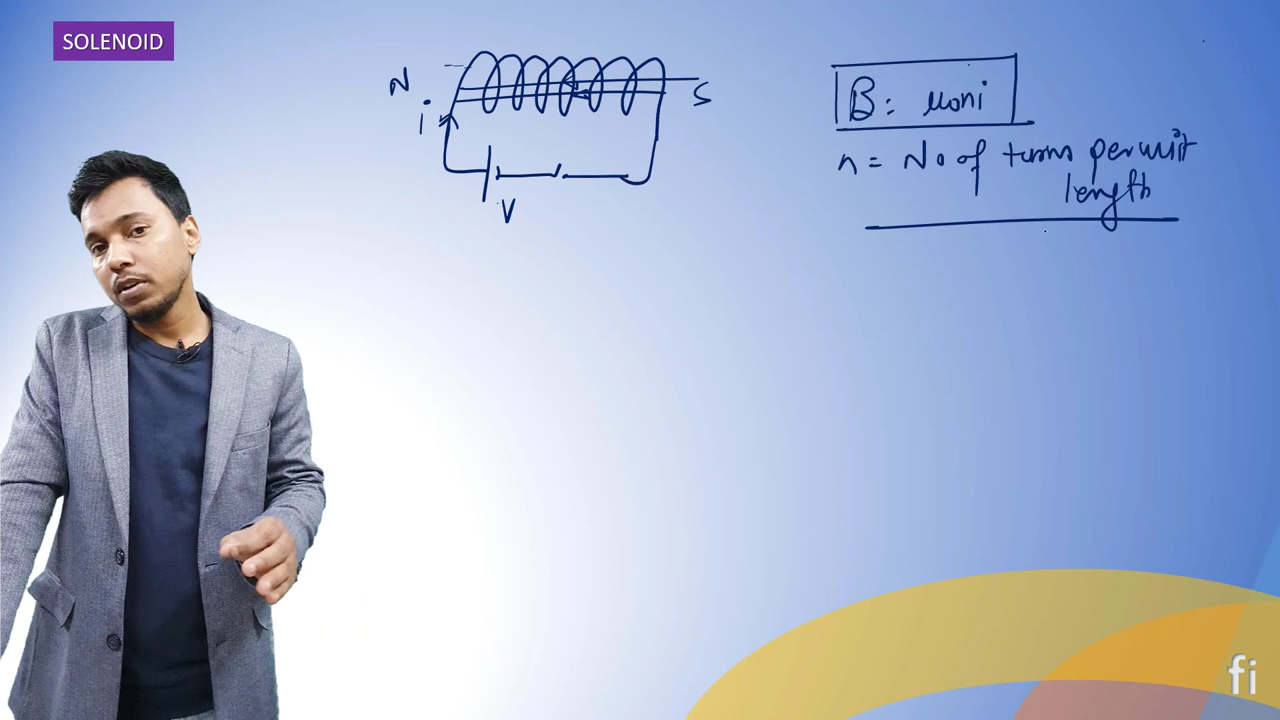 SOLENOID
N
S
i
V
B = μ₀ni
n = No of turns per unit
length
fi